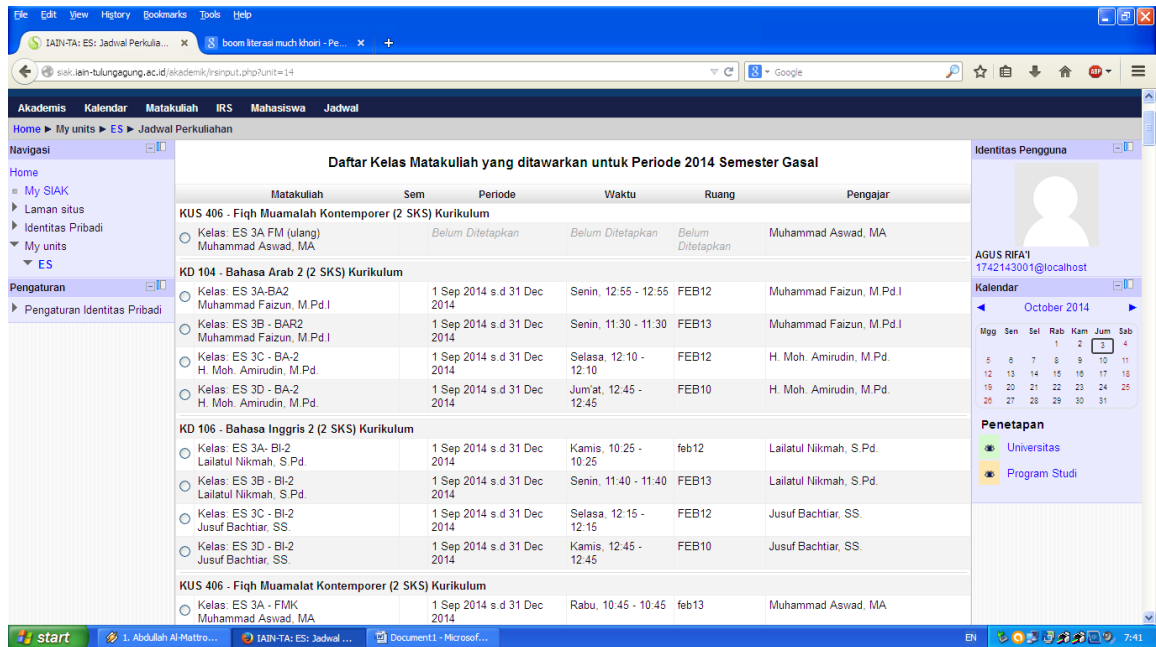 File Edit View History Bookmarks Tools Help
IAIN-TA: ES: Jadwal Perkulia... × boom literasi much khoiri - Pe... × +
siak.iain-tulungagung.ac.id/akademik/irsinput.php?unit=14 Google ABP
Akademis Kalendar Matakuliah IRS Mahasiswa Jadwal
Home ► My units ► ES ► Jadwal Perkuliahan
Navigasi
Home
My SIAK
Laman situs
Identitas Pribadi
My units
ES
Pengaturan
Pengaturan Identitas Pribadi
Daftar Kelas Matakuliah yang ditawarkan untuk Periode 2014 Semester Gasal
Matakuliah Sem Periode Waktu Ruang Pengajar
KUS 406 - Fiqh Muamalah Kontemporer (2 SKS) Kurikulum
Kelas: ES 3A FM (ulang) Belum Ditetapkan Belum Ditetapkan Belum Muhammad Aswad, MA
Muhammad Aswad, MA Ditetapkan
KD 104 - Bahasa Arab 2 (2 SKS) Kurikulum
Kelas: ES 3A-BA2 1 Sep 2014 s.d 31 Dec Senin, 12:55 - 12:55 FEB12 Muhammad Faizun, M.Pd.I
Muhammad Faizun, M.Pd.I 2014
Kelas: ES 3B - BAR2 1 Sep 2014 s.d 31 Dec Senin, 11:30 - 11:30 FEB13 Muhammad Faizun, M.Pd.I
Muhammad Faizun, M.Pd.I 2014
Kelas: ES 3C - BA-2 1 Sep 2014 s.d 31 Dec Selasa, 12:10 - FEB12 H. Moh. Amirudin, M.Pd.
H. Moh. Amirudin, M.Pd. 2014 12:10
Kelas: ES 3D - BA-2 1 Sep 2014 s.d 31 Dec Jum'at, 12:45 - FEB10 H. Moh. Amirudin, M.Pd.
H. Moh. Amirudin, M.Pd. 2014 12:45
KD 106 - Bahasa Inggris 2 (2 SKS) Kurikulum
Kelas: ES 3A- BI-2 1 Sep 2014 s.d 31 Dec Kamis, 10:25 - feb12 Lailatul Nikmah, S.Pd.
Lailatul Nikmah, S.Pd. 2014 10:25
Kelas: ES 3B - BI-2 1 Sep 2014 s.d 31 Dec Senin, 11:40 - 11:40 FEB13 Lailatul Nikmah, S.Pd.
Lailatul Nikmah, S.Pd. 2014
Kelas: ES 3C - BI-2 1 Sep 2014 s.d 31 Dec Selasa, 12:15 - FEB12 Jusuf Bachtiar, SS.
Jusuf Bachtiar, SS. 2014 12:15
Kelas: ES 3D - BI-2 1 Sep 2014 s.d 31 Dec Kamis, 12:45 - FEB10 Jusuf Bachtiar, SS.
Jusuf Bachtiar, SS. 2014 12:45
KUS 406 - Fiqh Muamalat Kontemporer (2 SKS) Kurikulum
Kelas: ES 3A - FMK 1 Sep 2014 s.d 31 Dec Rabu, 10:45 - 10:45 feb13 Muhammad Aswad, MA
Muhammad Aswad, MA 2014
Identitas Pengguna
AGUS RIFA'I
1742143001@localhost
Kalendar
◄ October 2014 ►
Mgg Sen Sel Rab Kam Jum Sab
1 2 3 4
5 6 7 8 9 10 11
12 13 14 15 16 17 18
19 20 21 22 23 24 25
26 27 28 29 30 31
Penetapan
Universitas
Program Studi
start 1. Abdullah Al-Mattro... IAIN-TA: ES: Jadwal ... Document1 - Microsof... EN 7:41